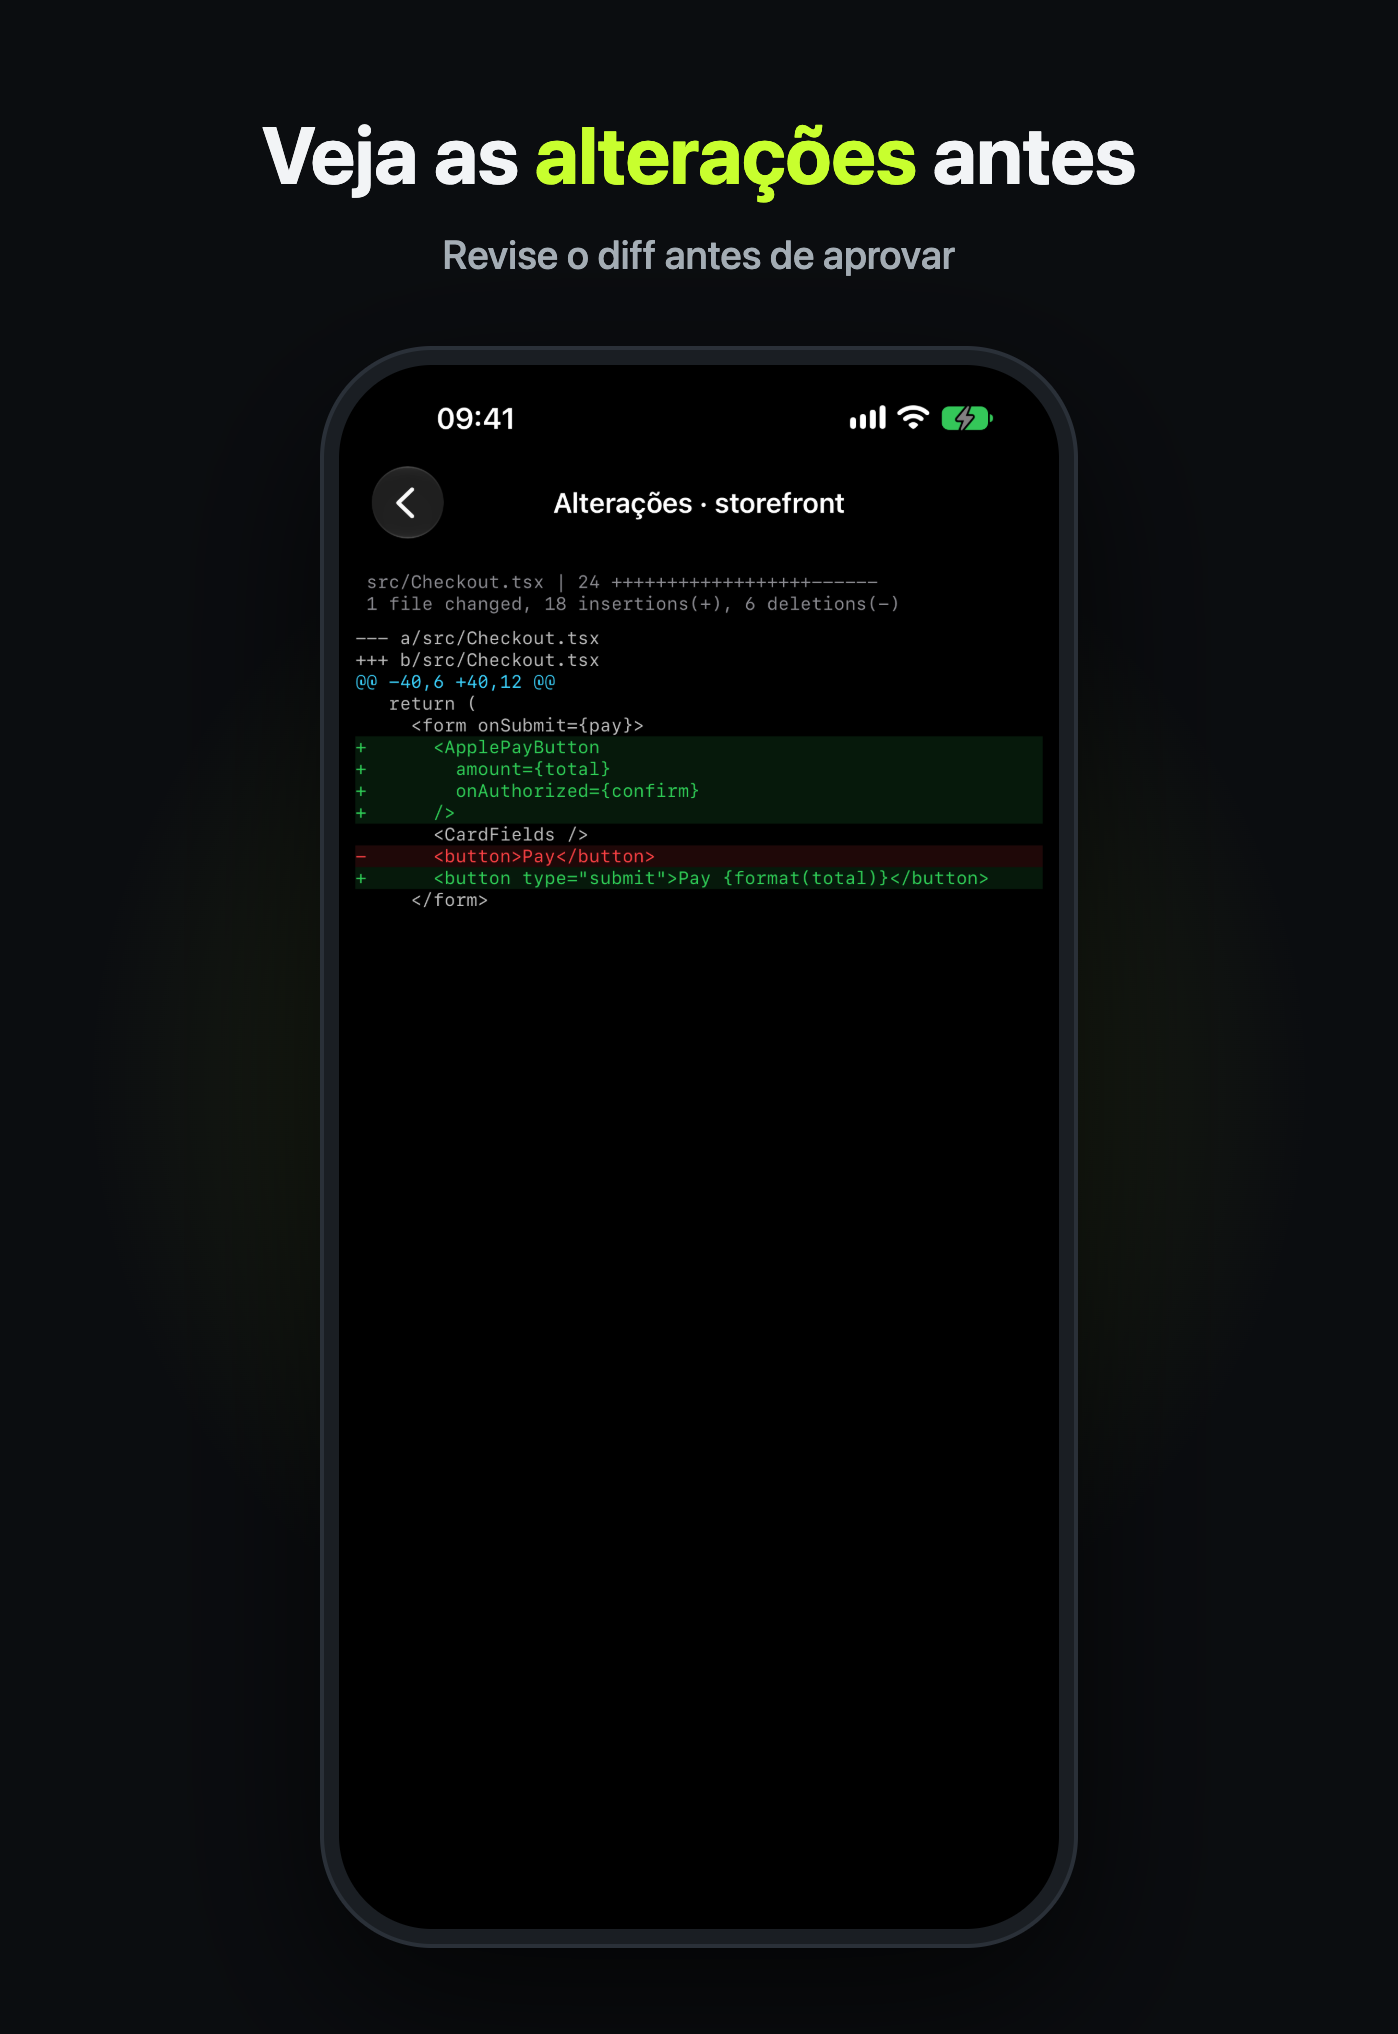 Veja as alterações antes
Revise o diff antes de aprovar
09:41
Alterações · storefront
src/Checkout.tsx | 24 ++++++++++++++++++------
1 file changed, 18 insertions(+), 6 deletions(-)
--- a/src/Checkout.tsx
+++ b/src/Checkout.tsx
@@ -40,6 +40,12 @@
   return (
     <form onSubmit={pay}>
+      <ApplePayButton
+        amount={total}
+        onAuthorized={confirm}
+      />
       <CardFields />
-      <button>Pay</button>
+      <button type="submit">Pay {format(total)}</button>
     </form>